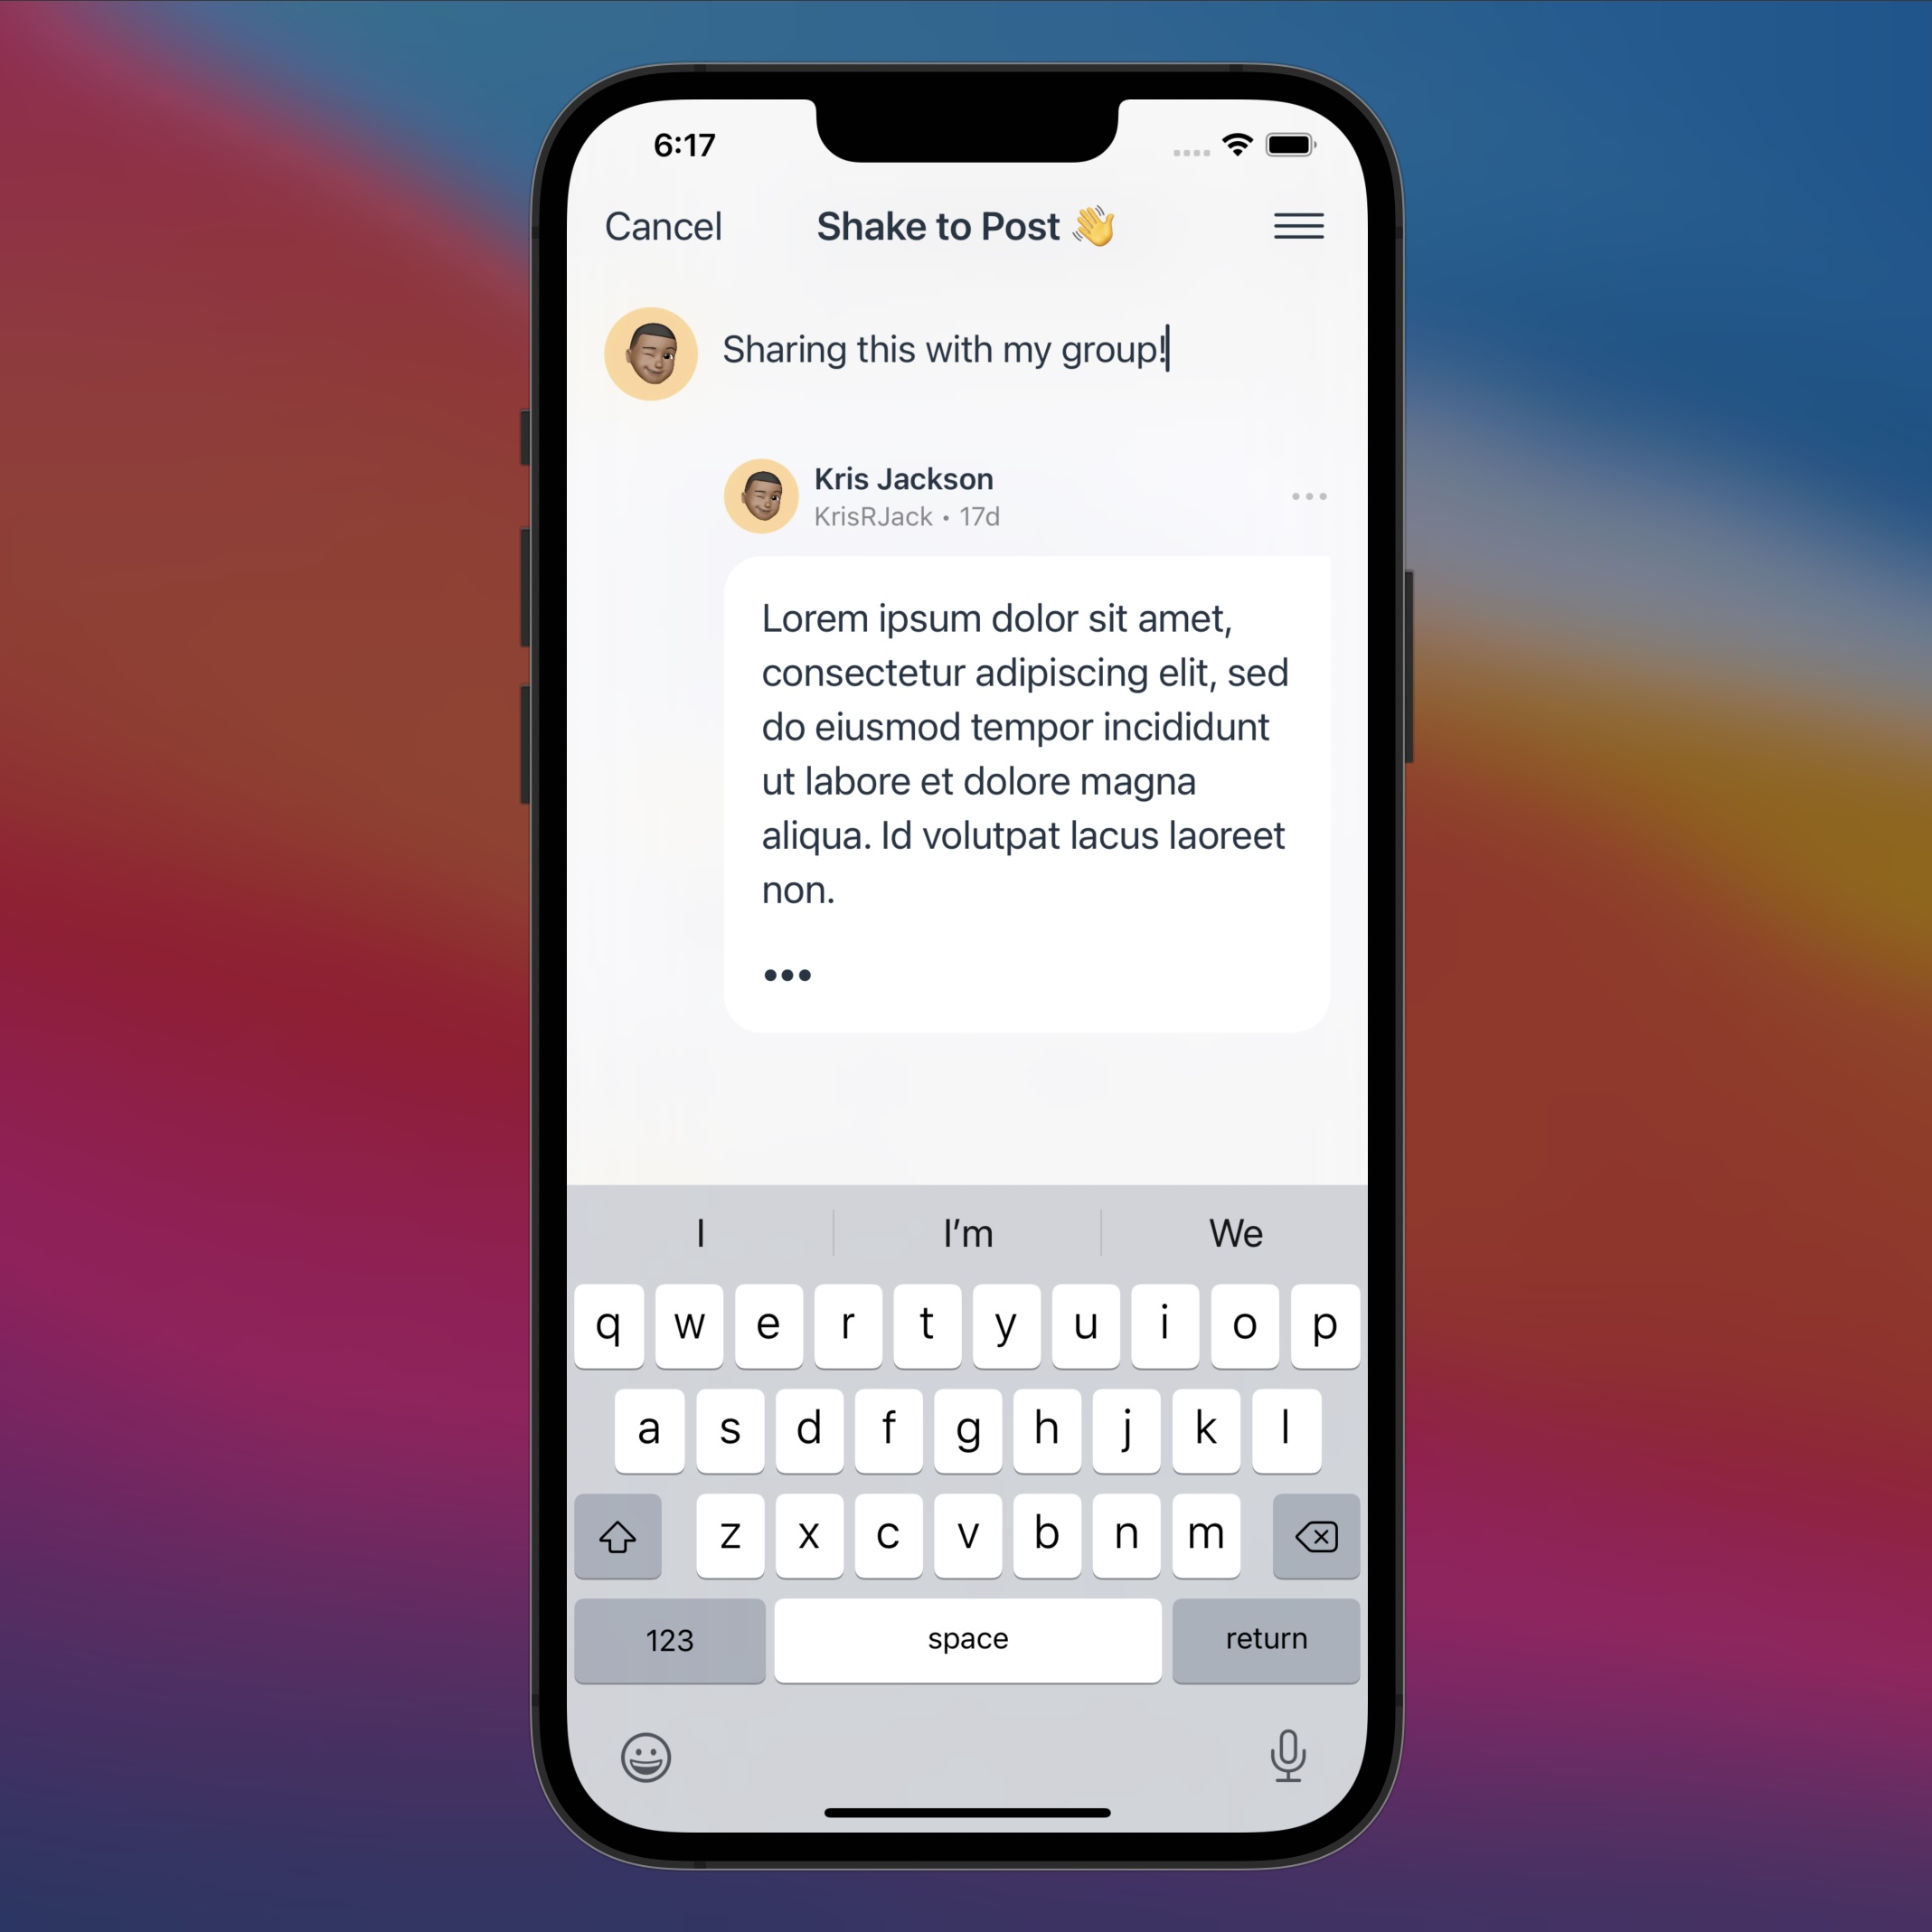 6:17
Cancel
Shake to Post 👋
Sharing this with my group!
Kris Jackson
KrisRJack • 17d
Lorem ipsum dolor sit amet,
consectetur adipiscing elit, sed
do eiusmod tempor incididunt
ut labore et dolore magna
aliqua. Id volutpat lacus laoreet
non.
•••
I I’m We
q w e r t y u i o p
a s d f g h j k l
z x c v b n m
123 space return